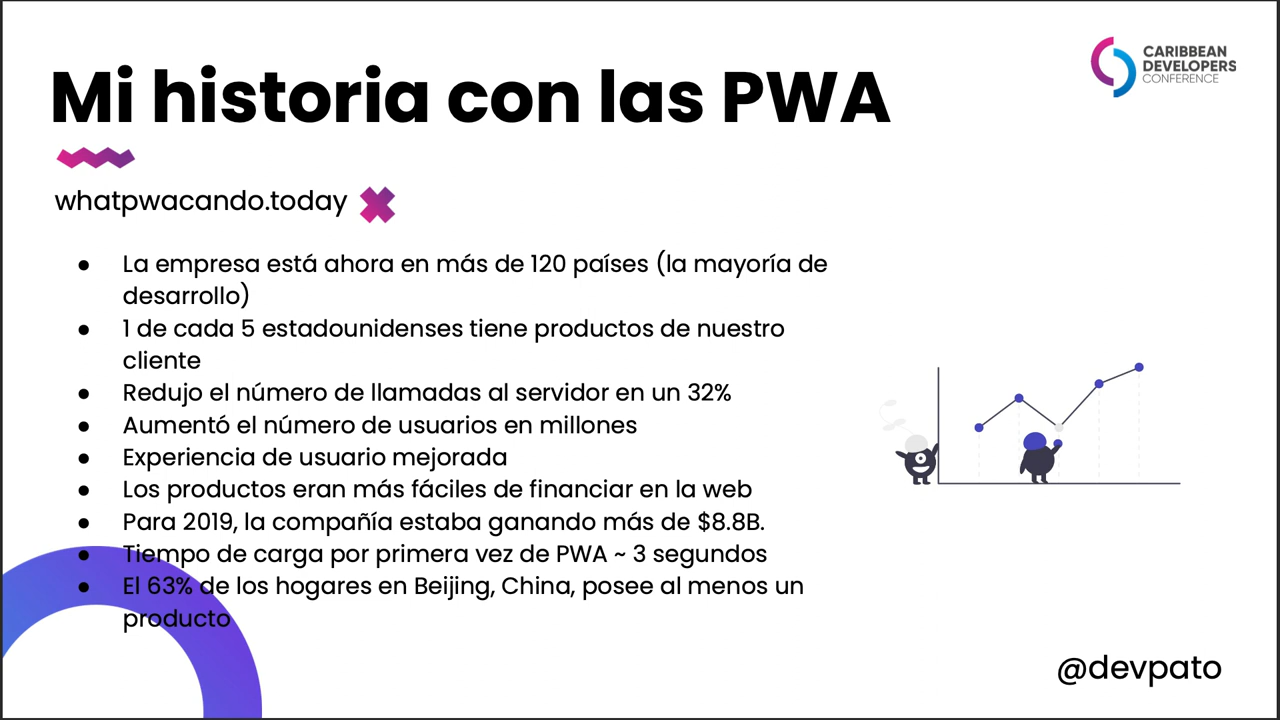 Mi historia con las PWA
CARIBBEAN
DEVELOPERS
CONFERENCE
whatpwacando.today
● La empresa está ahora en más de 120 países (la mayoría de
desarrollo)
● 1 de cada 5 estadounidenses tiene productos de nuestro
cliente
● Redujo el número de llamadas al servidor en un 32%
● Aumentó el número de usuarios en millones
● Experiencia de usuario mejorada
● Los productos eran más fáciles de financiar en la web
● Para 2019, la compañía estaba ganando más de $8.8B.
● Tiempo de carga por primera vez de PWA ~ 3 segundos
● El 63% de los hogares en Beijing, China, posee al menos un
producto
@devpato